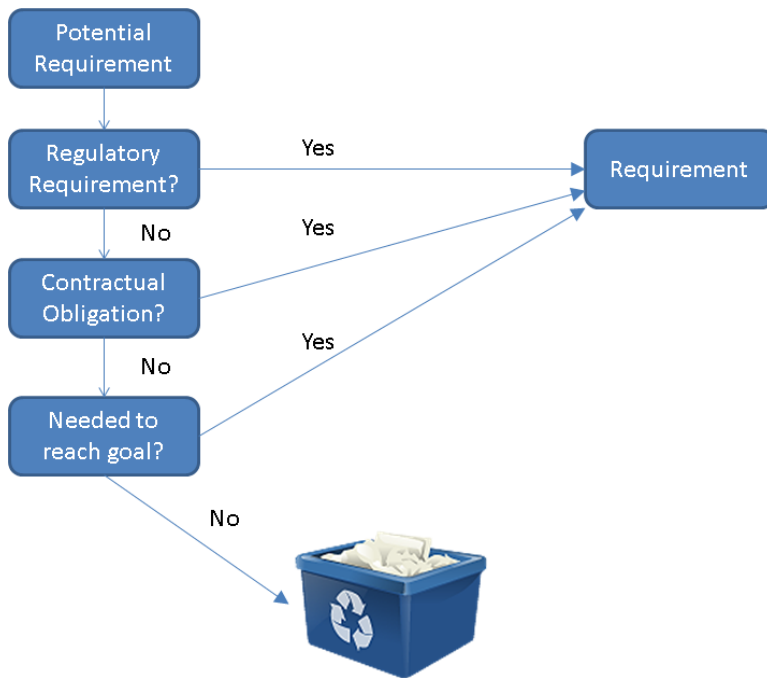 Potential
Requirement
Regulatory
Requirement?
Yes
Requirement
No
Yes
Contractual
Obligation?
No
Yes
Needed to
reach goal?
No